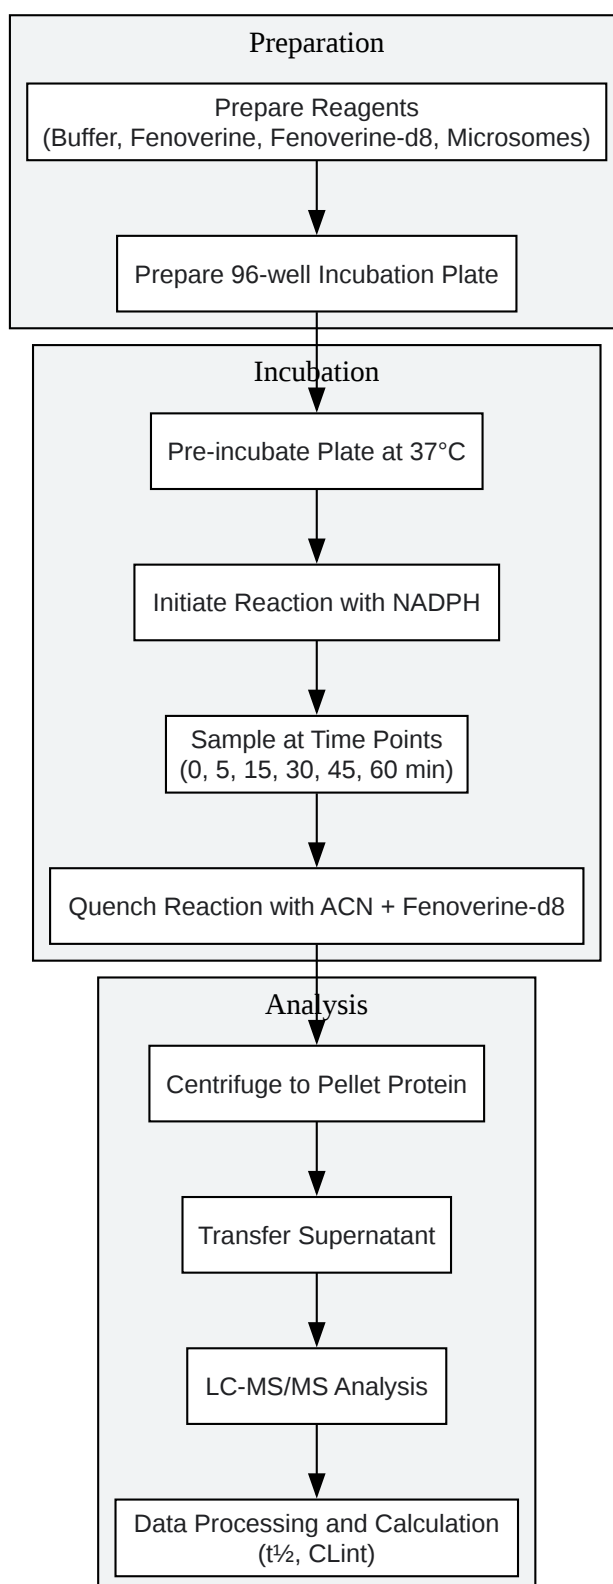 Preparation
Prepare Reagents
(Buffer, Fenoverine, Fenoverine-d8, Microsomes)
Prepare 96-well Incubation Plate
Incubation
Pre-incubate Plate at 37°C
Initiate Reaction with NADPH
Sample at Time Points
(0, 5, 15, 30, 45, 60 min)
Quench Reaction with ACN + Fenoverine-d8
Analysis
Centrifuge to Pellet Protein
Transfer Supernatant
LC-MS/MS Analysis
Data Processing and Calculation
(t½, CLint)